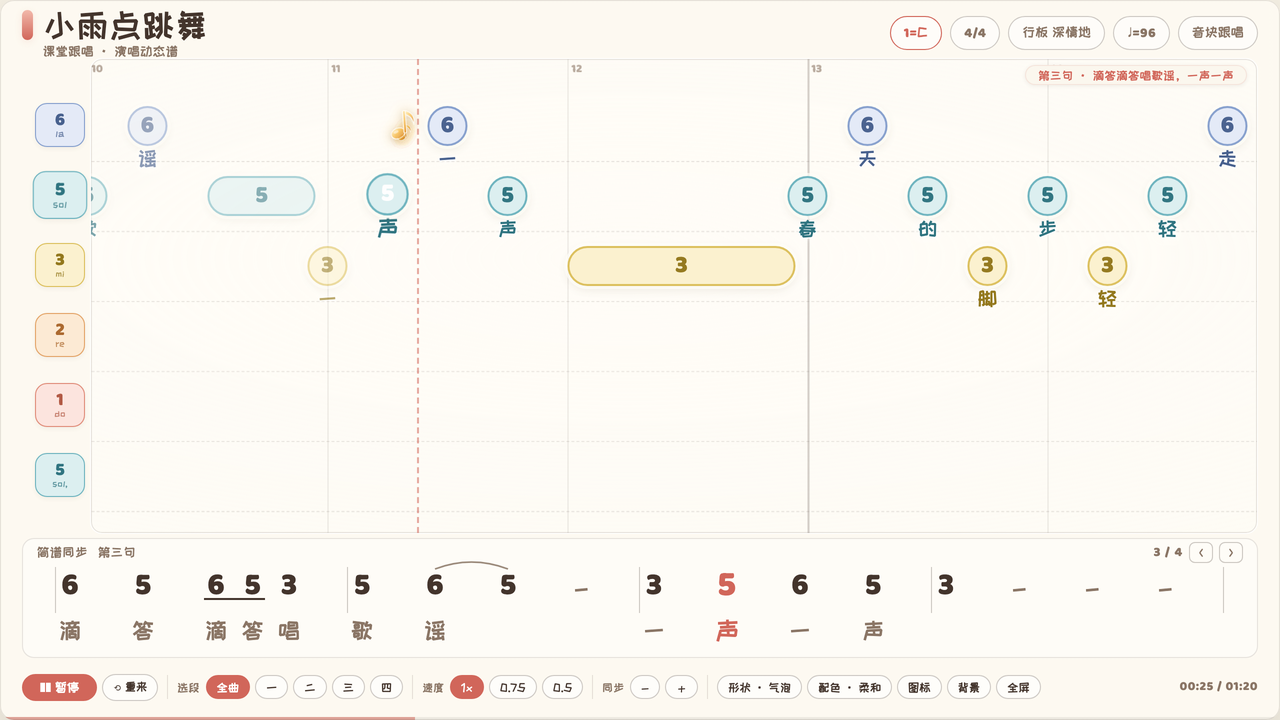 小雨点跳舞
课堂跟唱 · 演唱动态谱
1=C
4/4
行板 深情地
♩=96
音块跟唱
10 11 12 13
第三句 · 滴答滴答唱歌谣，一声一声
6 la
5 sol
3 mi
2 re
1 do
5 sol,
6 6 6 6
谣 一 天 走
5 5 5 5 5 5 5
声 声 春 的 步 轻
3 3 3 3
一 脚 轻
简谱同步 第三句
3 / 4 ‹ ›
6 5 6 5 3 5 6 5 – 3 5 6 5 3 – – –
滴 答 滴 答 唱 歌 谣 一 声 一 声
暂停 重来 选段 全曲 一 二 三 四 速度 1x 0.75 0.5 同步 − + 形状 · 气泡 配色 · 柔和 图标 背景 全屏 00:25 / 01:20